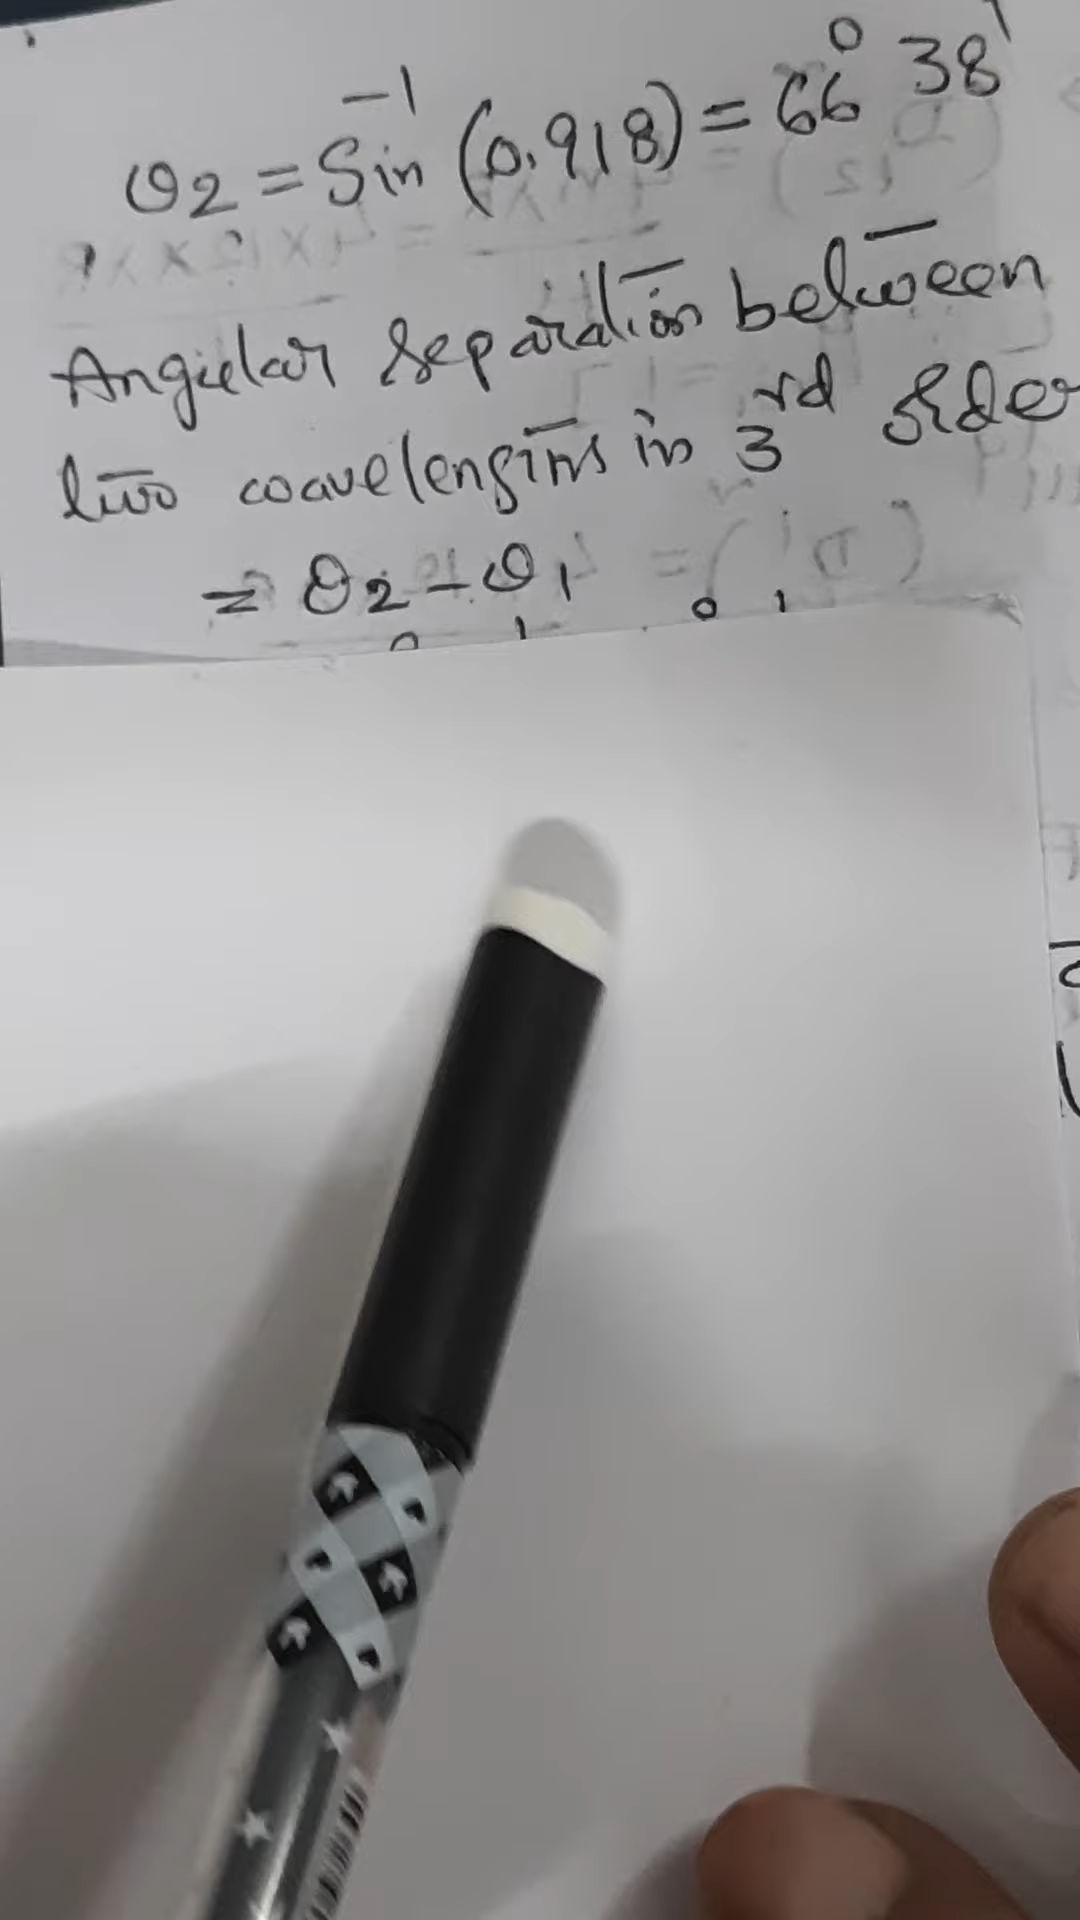 θ2 = Sin⁻¹ (0.918) = 66° 38'
Angular separation between
two wavelengths in 3rd order
= θ2 - θ1